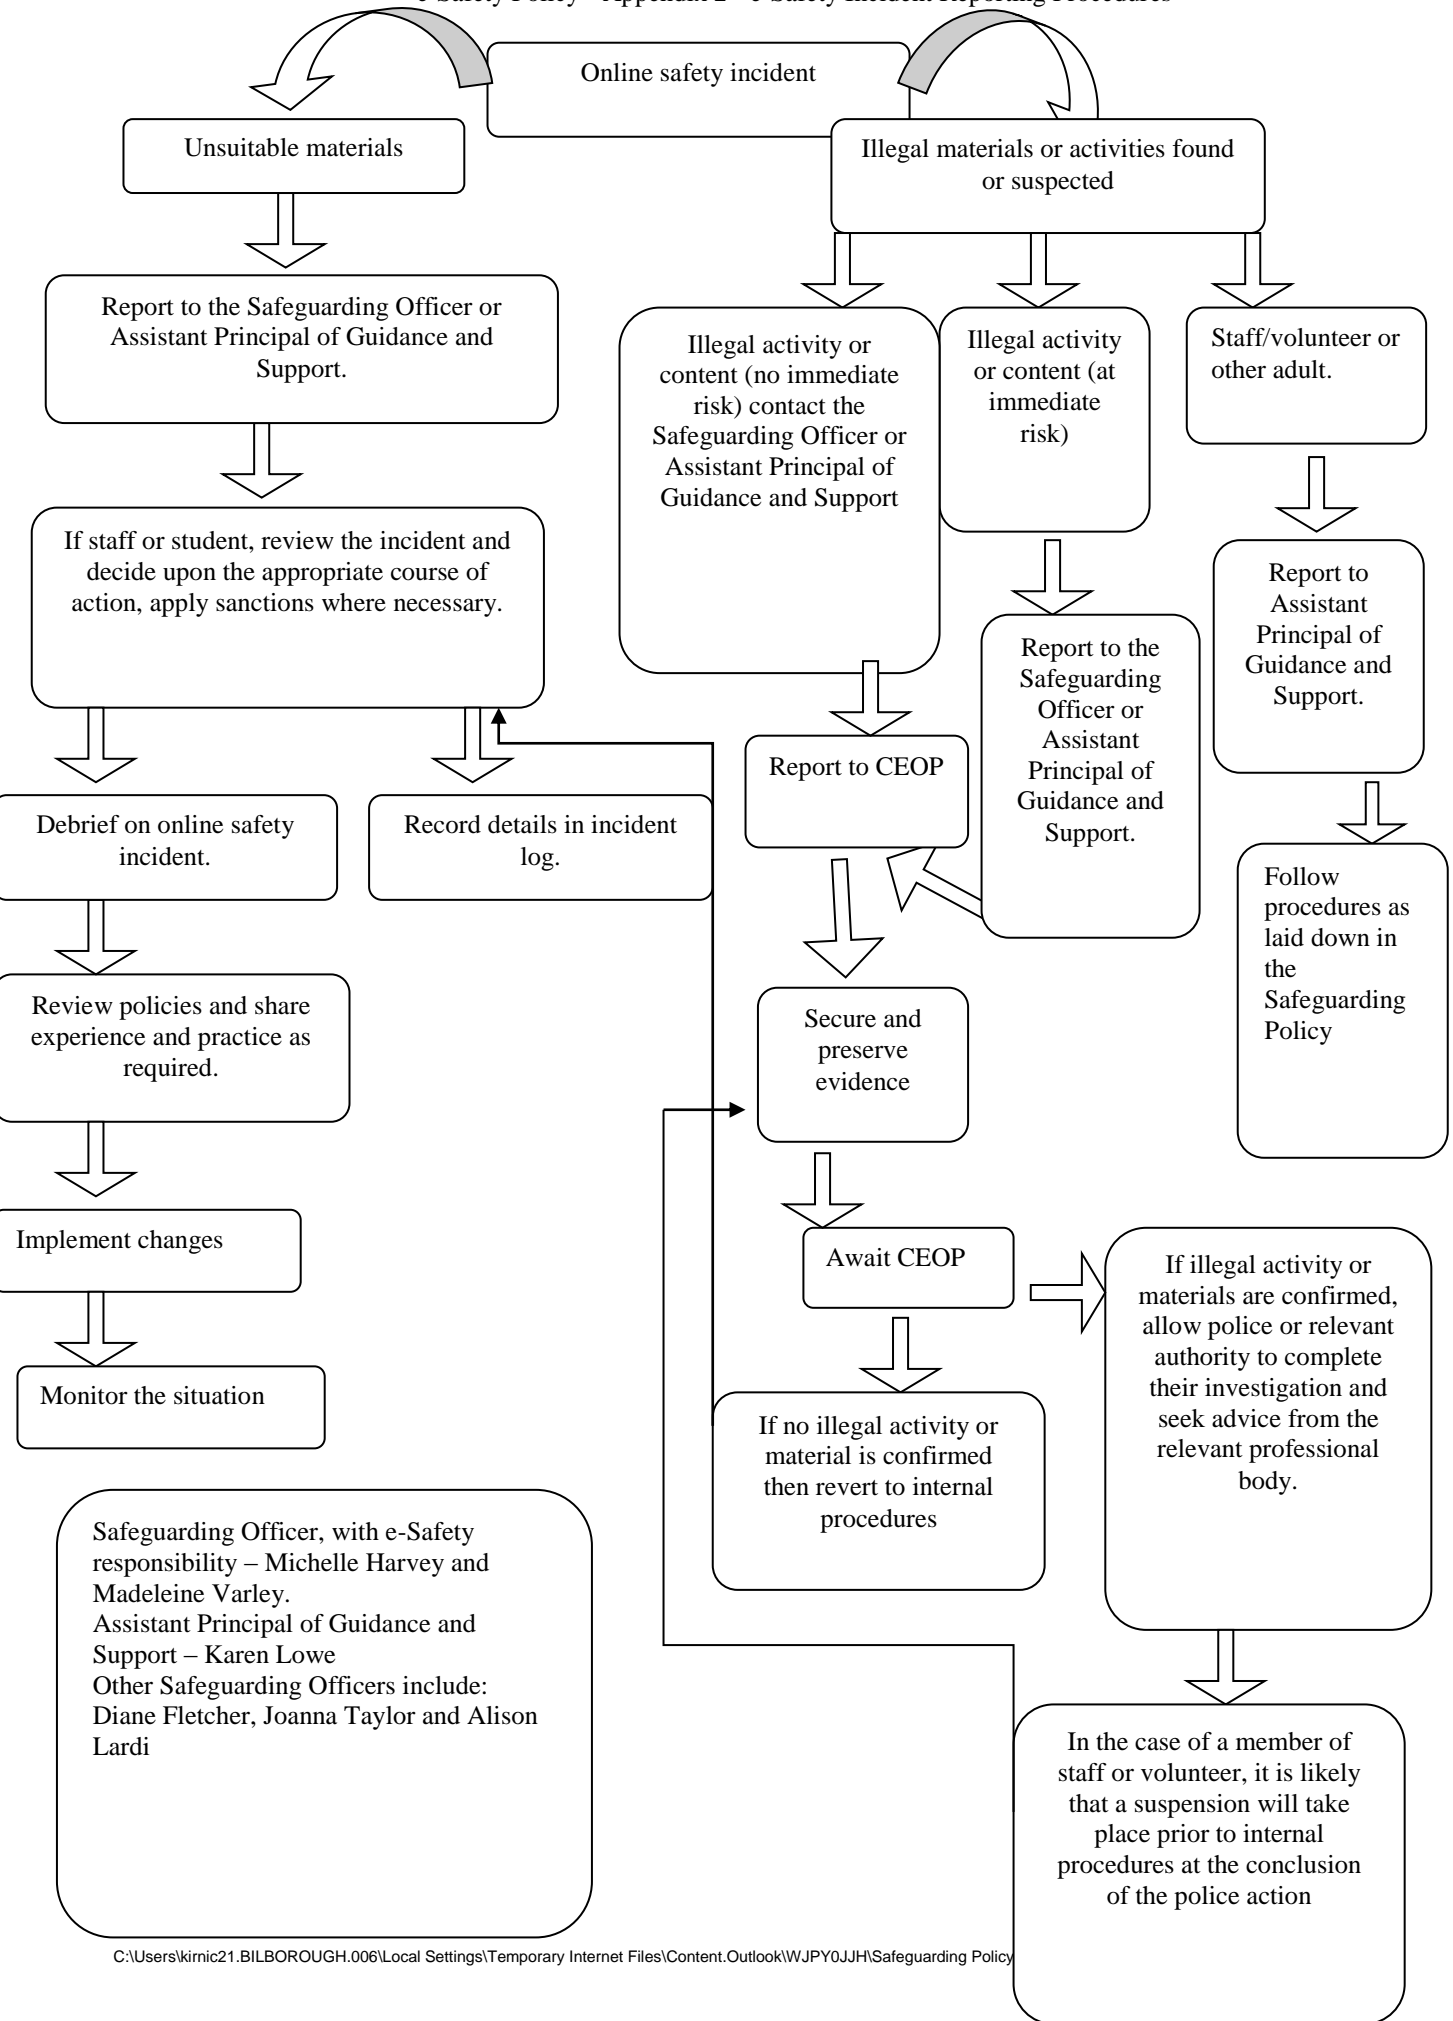 e-Safety Policy – Appendix 2 - e-Safety Incident Reporting Procedures
Online safety incident
Unsuitable materials
Illegal materials or activities found
or suspected
Report to the Safeguarding Officer or
Assistant Principal of Guidance and
Support.
Illegal activity or
content (no immediate
risk) contact the
Safeguarding Officer or
Assistant Principal of
Guidance and Support
Illegal activity
or content (at
immediate
risk)
Staff/volunteer or
other adult.
If staff or student, review the incident and
decide upon the appropriate course of
action, apply sanctions where necessary.
Report to
Assistant
Principal of
Guidance and
Support.
Report to the
Safeguarding
Officer or
Assistant
Principal of
Guidance and
Support.
Report to CEOP
Debrief on online safety
incident.
Record details in incident
log.
Follow
procedures as
laid down in
the
Safeguarding
Policy
Review policies and share
experience and practice as
required.
Secure and
preserve
evidence
Implement changes
Await CEOP
If illegal activity or
materials are confirmed,
allow police or relevant
authority to complete
their investigation and
seek advice from the
relevant professional
body.
Monitor the situation
If no illegal activity or
material is confirmed
then revert to internal
procedures
Safeguarding Officer, with e-Safety
responsibility – Michelle Harvey and
Madeleine Varley.
Assistant Principal of Guidance and
Support – Karen Lowe
Other Safeguarding Officers include:
Diane Fletcher, Joanna Taylor and Alison
Lardi
In the case of a member of
staff or volunteer, it is likely
that a suspension will take
place prior to internal
procedures at the conclusion
of the police action
C:\Users\kirnic21.BILBOROUGH.006\Local Settings\Temporary Internet Files\Content.Outlook\WJPY0JJH\Safeguarding Policy